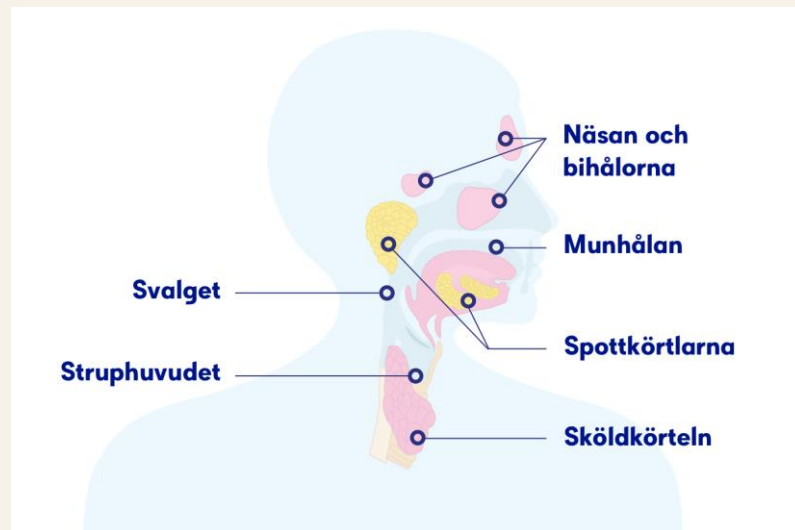 Näsan och
bihålorna
Munhålan
Svalget
Spottkörtlarna
Struphuvudet
Sköldkörteln